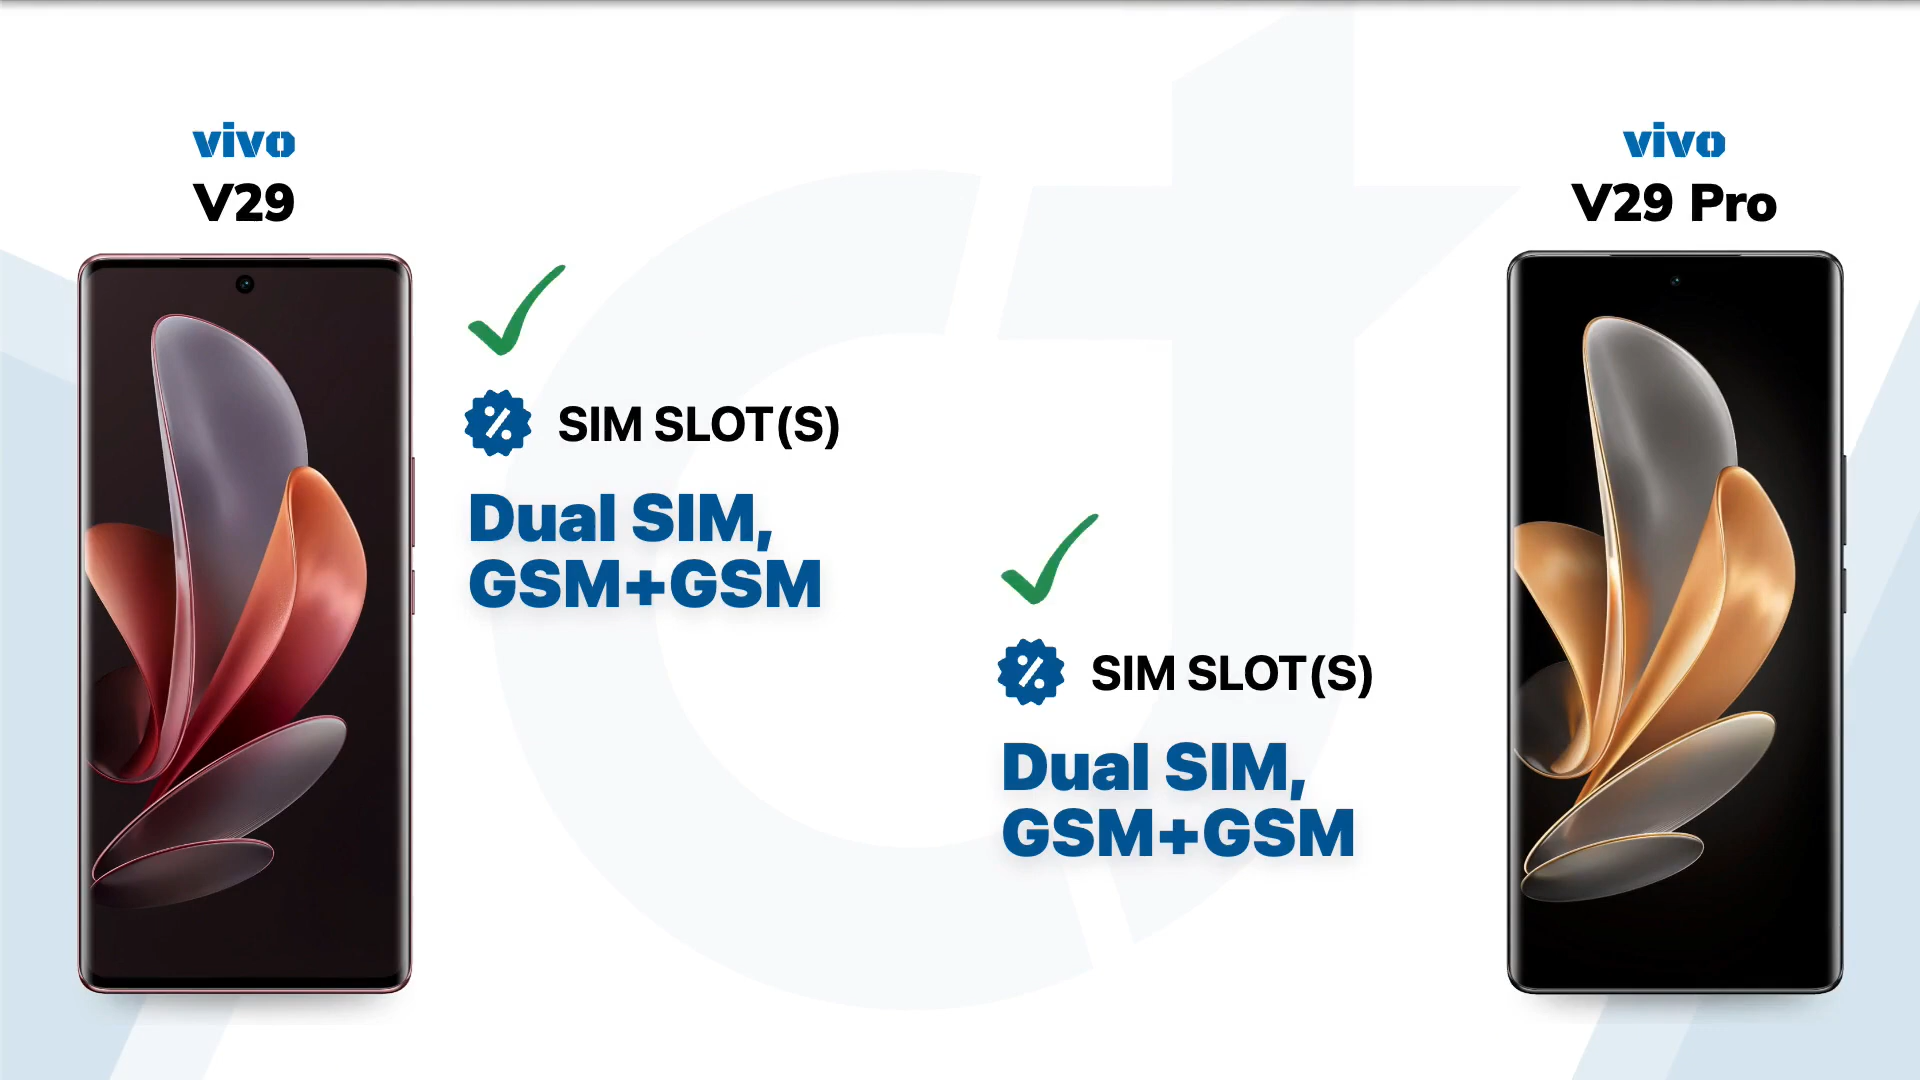 vivo
V29
SIM SLOT(S)
Dual SIM,
GSM+GSM
vivo
V29 Pro
SIM SLOT(S)
Dual SIM,
GSM+GSM